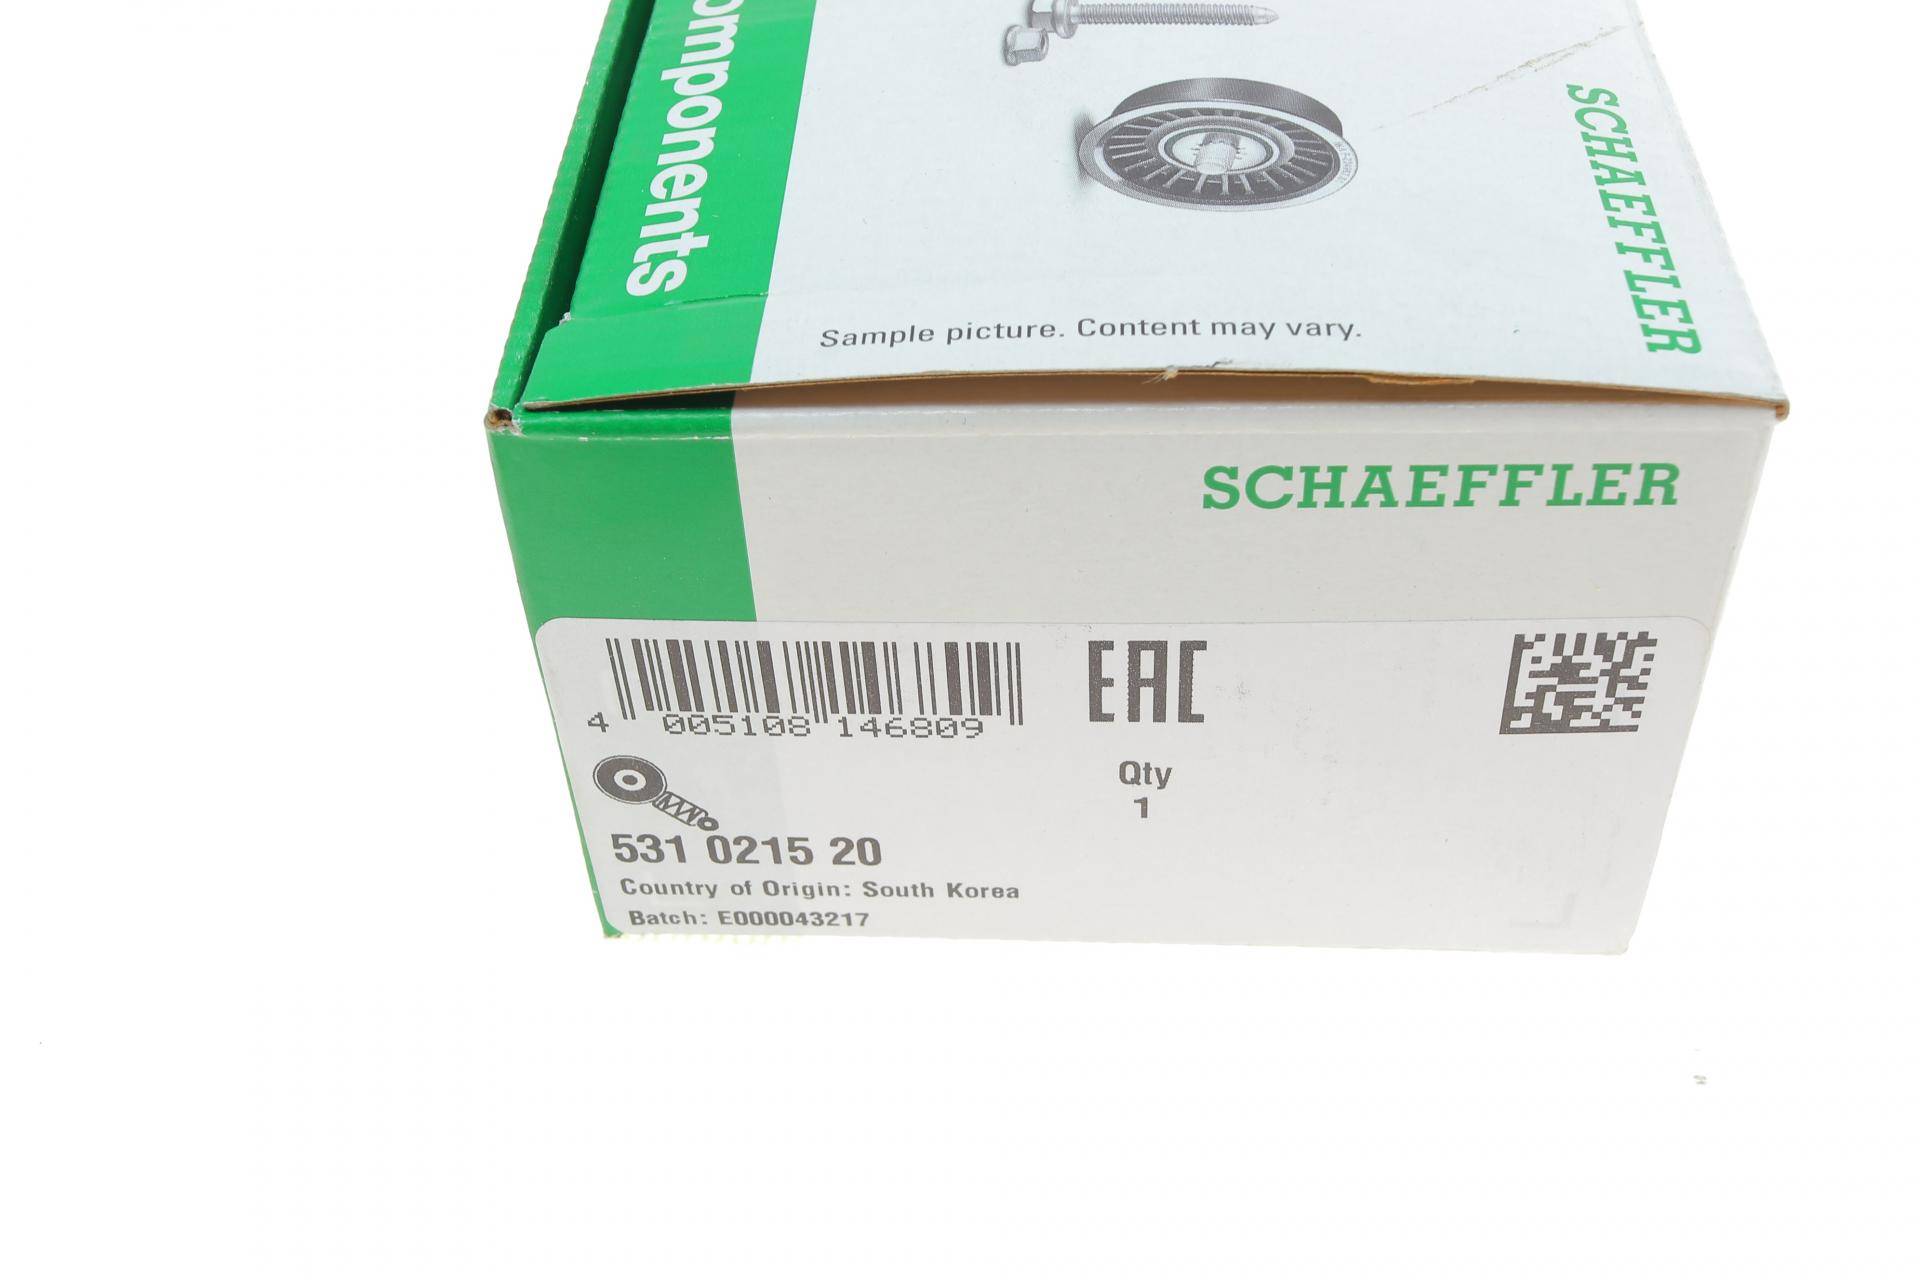 omponents
SCHAEFFLER
Sample picture. Content may vary.
SCHAEFFLER
4 005108 146809
EAC
Qty
1
531 0215 20
Country of Origin: South Korea
Batch: E000043217